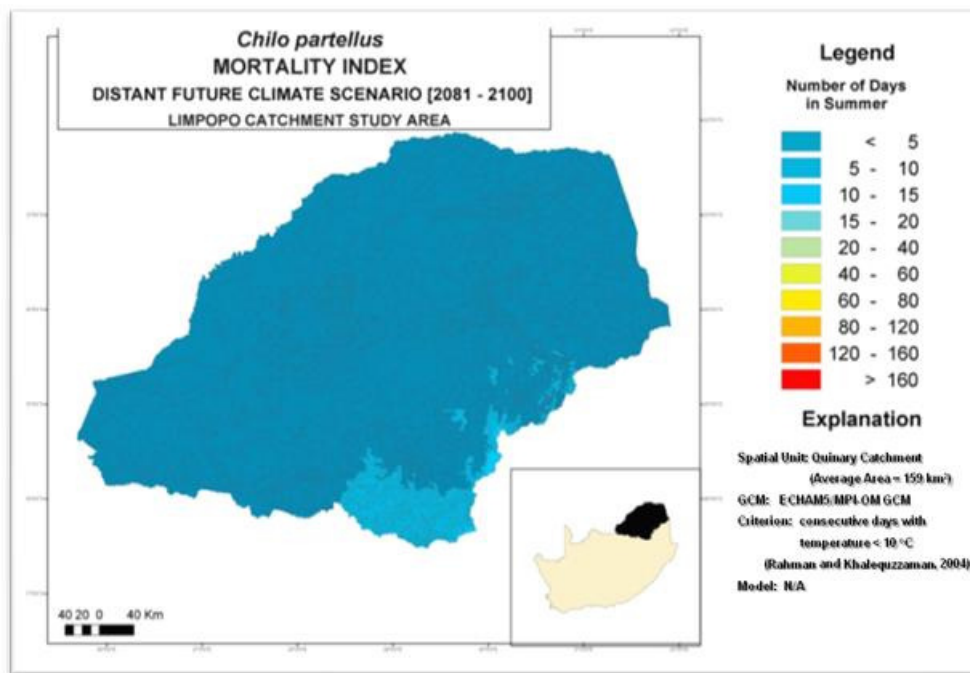 Chilo partellus
MORTALITY INDEX
DISTANT FUTURE CLIMATE SCENARIO [2081 - 2100]
LIMPOPO CATCHMENT STUDY AREA
Legend
Number of Days
in Summer
< 5
5 - 10
10 - 15
15 - 20
20 - 40
40 - 60
60 - 80
80 - 120
120 - 160
> 160
Explanation
Spatial Unit: Quinary Catchment
(Average Area = 159 km²)
GCM: ECHAM5/MPI-OM GCM
Criterion: consecutive days with
temperature < 10 °C
(Rahman and Khalequzzaman, 2004)
Model: N/A
40 20 0 40 Km